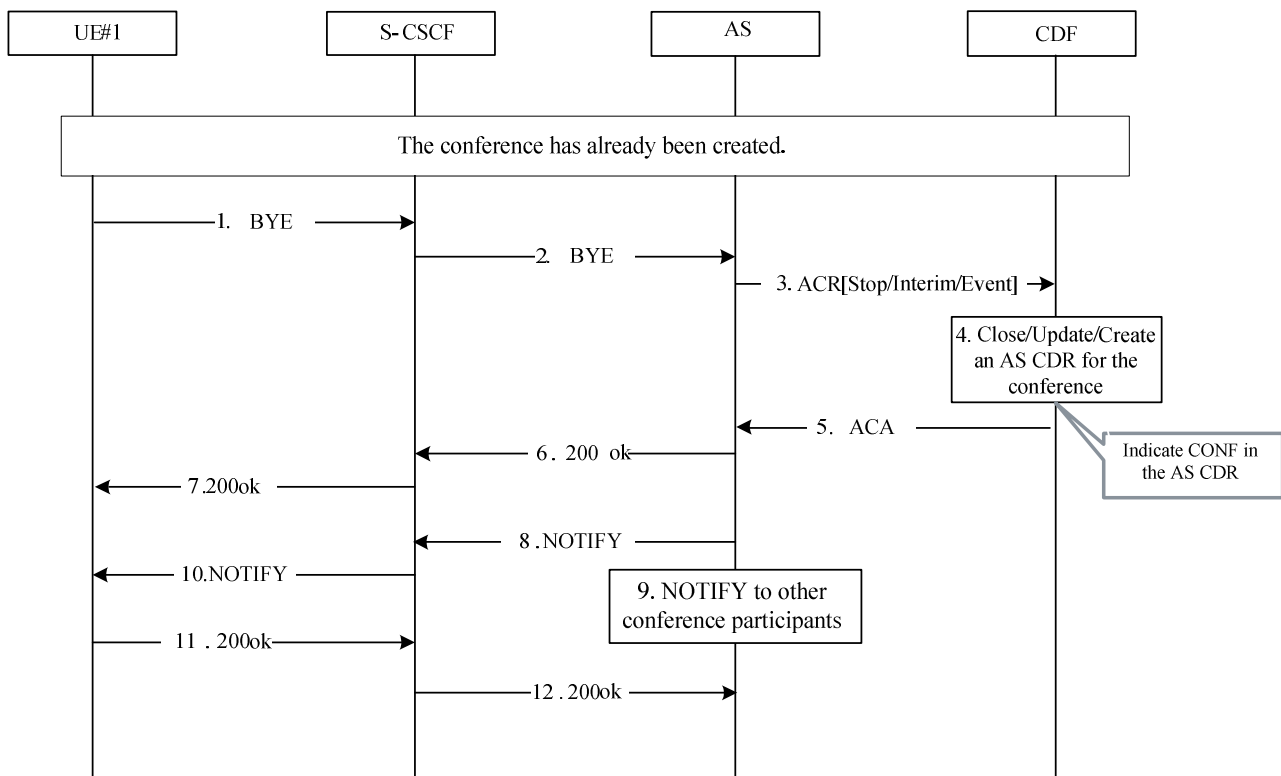 UE#1
S-CSCF
AS
CDF
The conference has already been created.
1. BYE
2. BYE
3. ACR[Stop/Interim/Event]
4. Close/Update/Create
an AS CDR for the
conference
5. ACA
Indicate CONF in
the AS CDR
6. 200 ok
7.200ok
8.NOTIFY
10.NOTIFY
9. NOTIFY to other
conference participants
11 . 200ok
12 . 200ok